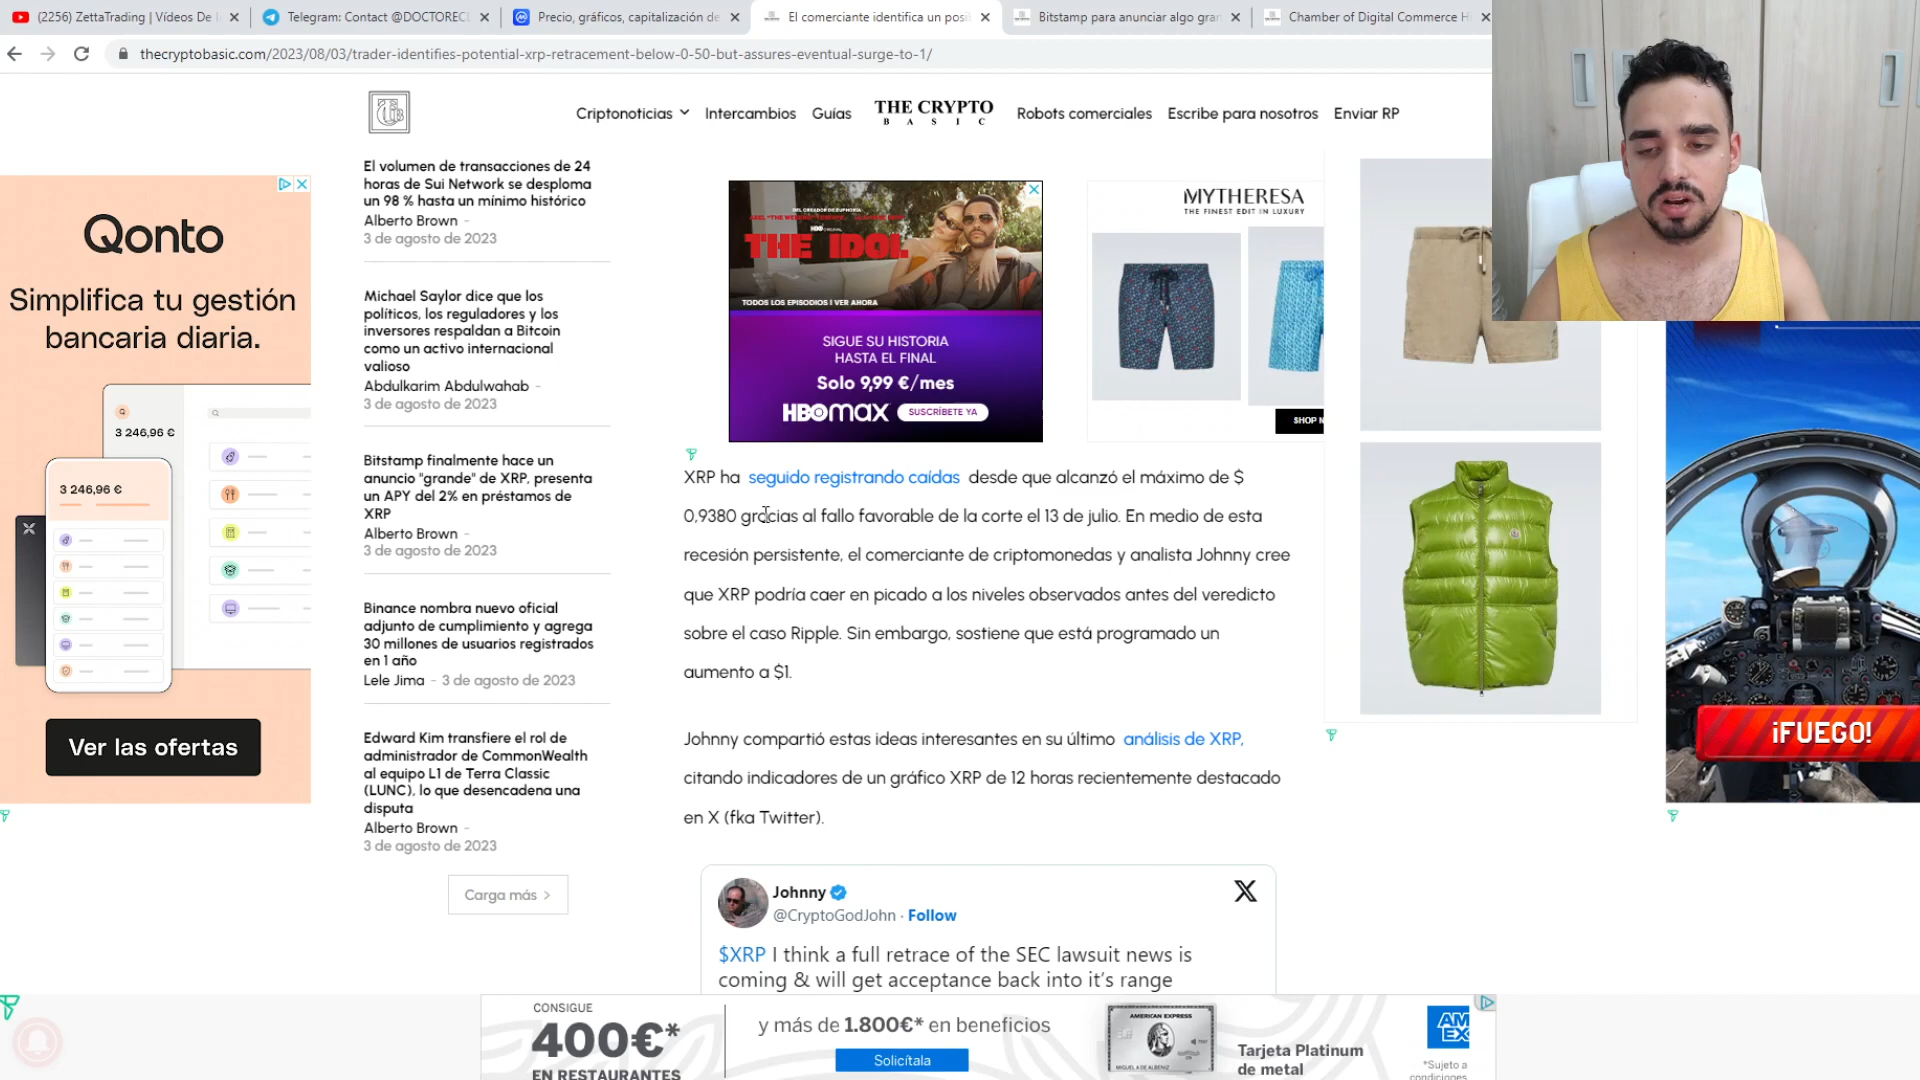 (2256) ZettaTrading | Vídeos De
Telegram: Contact @DOCTORECL
Precio, gráficos, capitalización de
El comerciante identifica un posi
Bitstamp para anunciar algo gran
Chamber of Digital Commerce H
thecryptobasic.com/2023/08/03/trader-identifies-potential-xrp-retracement-below-0-50-but-assures-eventual-surge-to-1/
Criptonoticias
Intercambios
Guías
THE CRYPTO
BASIC
Robots comerciales
Escribe para nosotros
Enviar RP
Qonto
Simplifica tu gestión
bancaria diaria.
3 246,96 €
3 246,96 €
Ver las ofertas
El volumen de transacciones de 24
horas de Sui Network se desploma
un 98 % hasta un mínimo histórico
Alberto Brown -
3 de agosto de 2023
Michael Saylor dice que los
políticos, los reguladores y los
inversores respaldan a Bitcoin
como un activo internacional
valioso
Abdulkarim Abdulwahab -
3 de agosto de 2023
Bitstamp finalmente hace un
anuncio "grande" de XRP, presenta
un APY del 2% en préstamos de
XRP
Alberto Brown -
3 de agosto de 2023
Binance nombra nuevo oficial
adjunto de cumplimiento y agrega
30 millones de usuarios registrados
en 1 año
Lele Jima - 3 de agosto de 2023
Edward Kim transfiere el rol de
administrador de CommonWealth
al equipo L1 de Terra Classic
(LUNC), lo que desencadena una
disputa
Alberto Brown -
3 de agosto de 2023
Carga más >
DEL CREADOR DE EUPHORIA
HBO ORIGINAL
THE IDOL
TODOS LOS EPISODIOS | VER AHORA
SIGUE SU HISTORIA
HASTA EL FINAL
Solo 9,99 €/mes
HBOMAX
SUSCRÍBETE YA
MYTHERESA
THE FINEST EDIT IN LUXURY
SHOP N
XRP ha seguido registrando caídas desde que alcanzó el máximo de $
0,9380 gracias al fallo favorable de la corte el 13 de julio. En medio de esta
recesión persistente, el comerciante de criptomonedas y analista Johnny cree
que XRP podría caer en picado a los niveles observados antes del veredicto
sobre el caso Ripple. Sin embargo, sostiene que está programado un
aumento a $1.
Johnny compartió estas ideas interesantes en su último análisis de XRP,
citando indicadores de un gráfico XRP de 12 horas recientemente destacado
en X (fka Twitter).
Johnny
@CryptoGodJohn · Follow
$XRP I think a full retrace of the SEC lawsuit news is
coming & will get acceptance back into it's range
¡FUEGO!
CONSIGUE
400€*
EN RESTAURANTES
y más de 1.800€* en beneficios
Solicítala
AMERICAN EXPRESS
MIGUEL A DE ALBENIZ
Tarjeta Platinum
de metal
AM
EX
*Sujeto a
condiciones